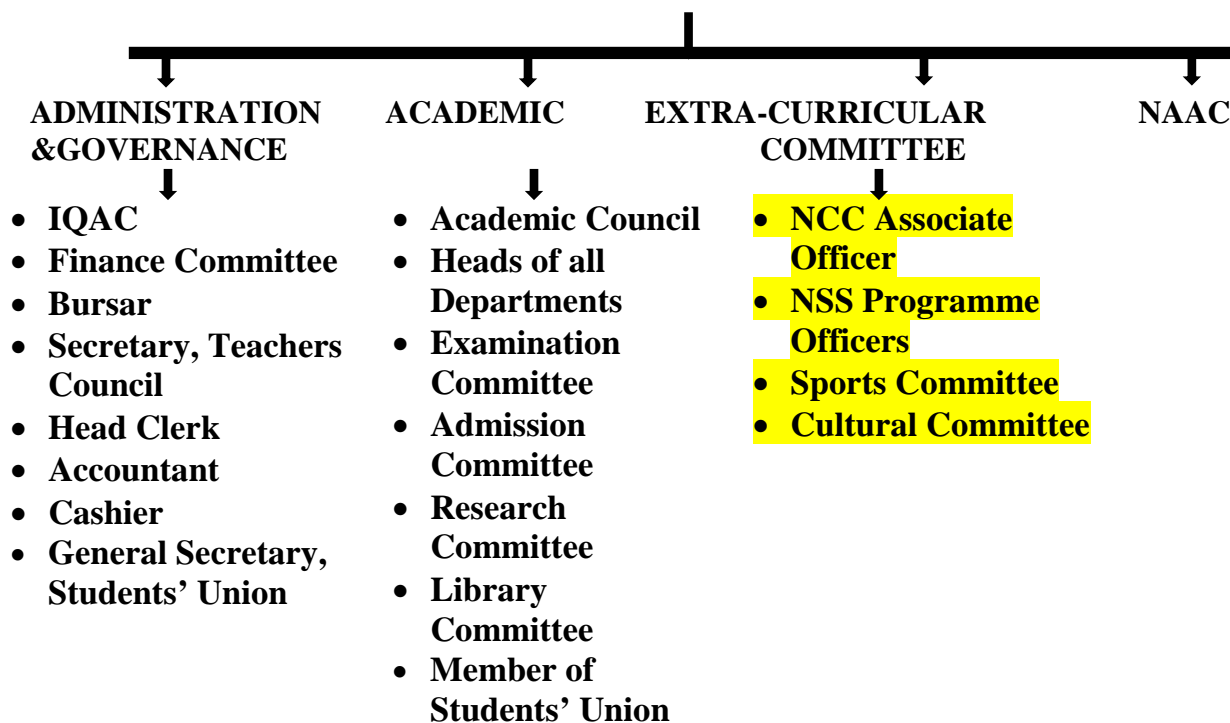 ADMINISTRATION
&GOVERNANCE
ACADEMIC
EXTRA-CURRICULAR
COMMITTEE
NAAC
• IQAC
• Finance Committee
• Bursar
• Secretary, Teachers
Council
• Head Clerk
• Accountant
• Cashier
• General Secretary,
Students’ Union
• Academic Council
• Heads of all
Departments
• Examination
Committee
• Admission
Committee
• Research
Committee
• Library
Committee
• Member of
Students’ Union
• NCC Associate
Officer
• NSS Programme
Officers
• Sports Committee
• Cultural Committee